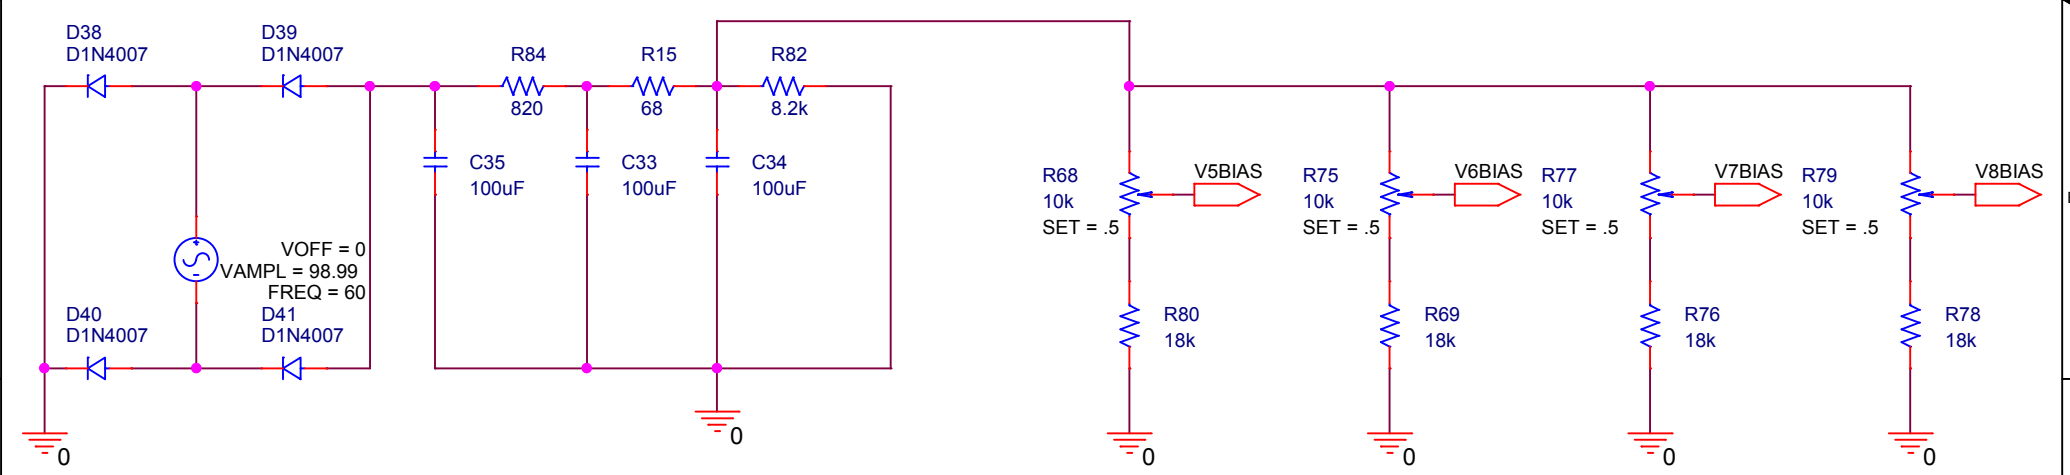 D38
D1N4007
D39
D1N4007
R84
820
R15
68
R82
8.2k
C35
100uF
C33
100uF
C34
100uF
VOFF = 0
VAMPL = 98.99
FREQ = 60
D40
D1N4007
D41
D1N4007
0
0
R68
10k
SET = .5
V5BIAS
R75
10k
SET = .5
V6BIAS
R77
10k
SET = .5
V7BIAS
R79
10k
SET = .5
V8BIAS
R80
18k
R69
18k
R76
18k
R78
18k
0
0
0
0